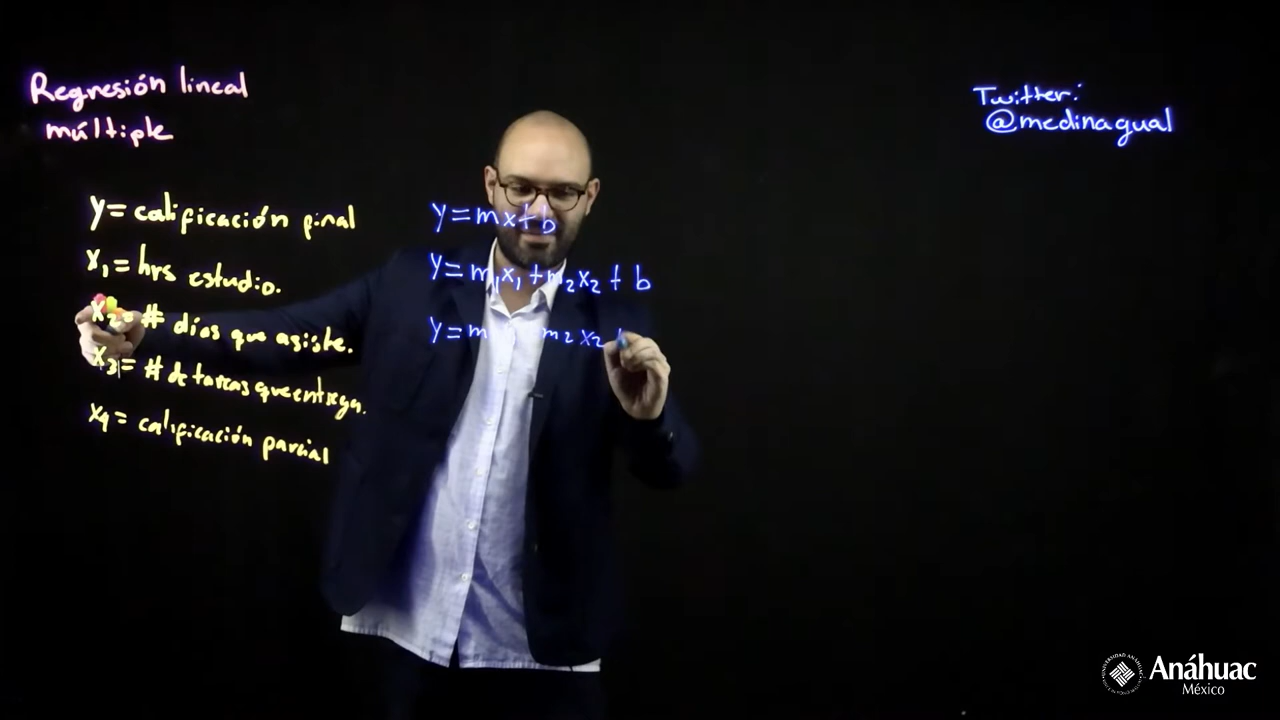 Regresión lineal
múltiple
Twitter:
@medinagual
y = calificación final
x₁ = hrs estudio.
x₂ = # días que asiste.
x₃ = # de tareas que entrega.
x₄ = calificación parcial
y = mx + b
y = m₁x₁ + m₂x₂ + b
y = m m₂ x₂
Anáhuac
México